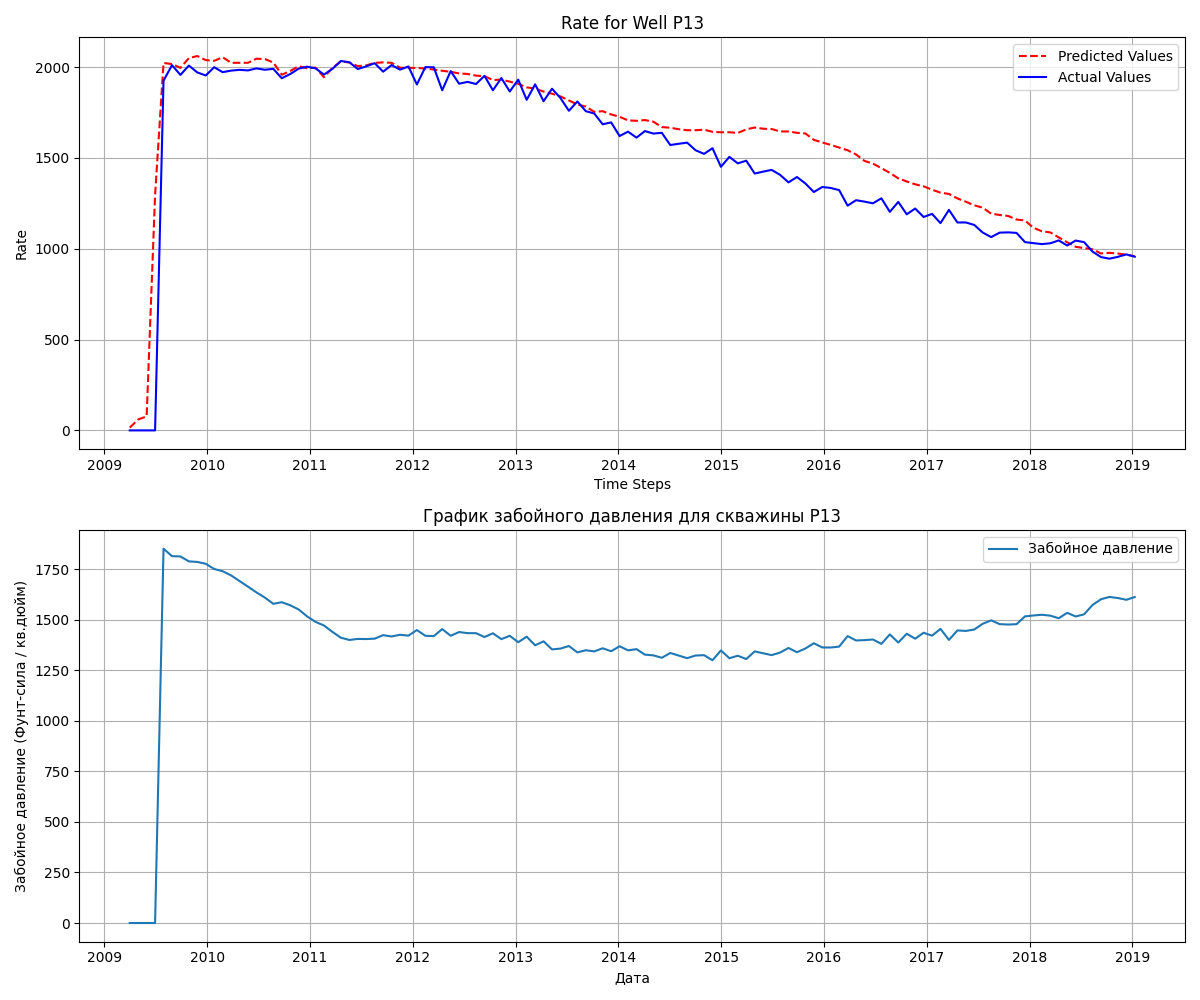 Rate for Well P13
Predicted Values
Actual Values
2000
1500
1000
500
0
Rate
2009 2010 2011 2012 2013 2014 2015 2016 2017 2018 2019
Time Steps
График забойного давления для скважины P13
Забойное давление
1750
1500
1250
1000
750
500
250
0
Забойное давление (Фунт-сила / кв.дюйм)
2009 2010 2011 2012 2013 2014 2015 2016 2017 2018 2019
Дата